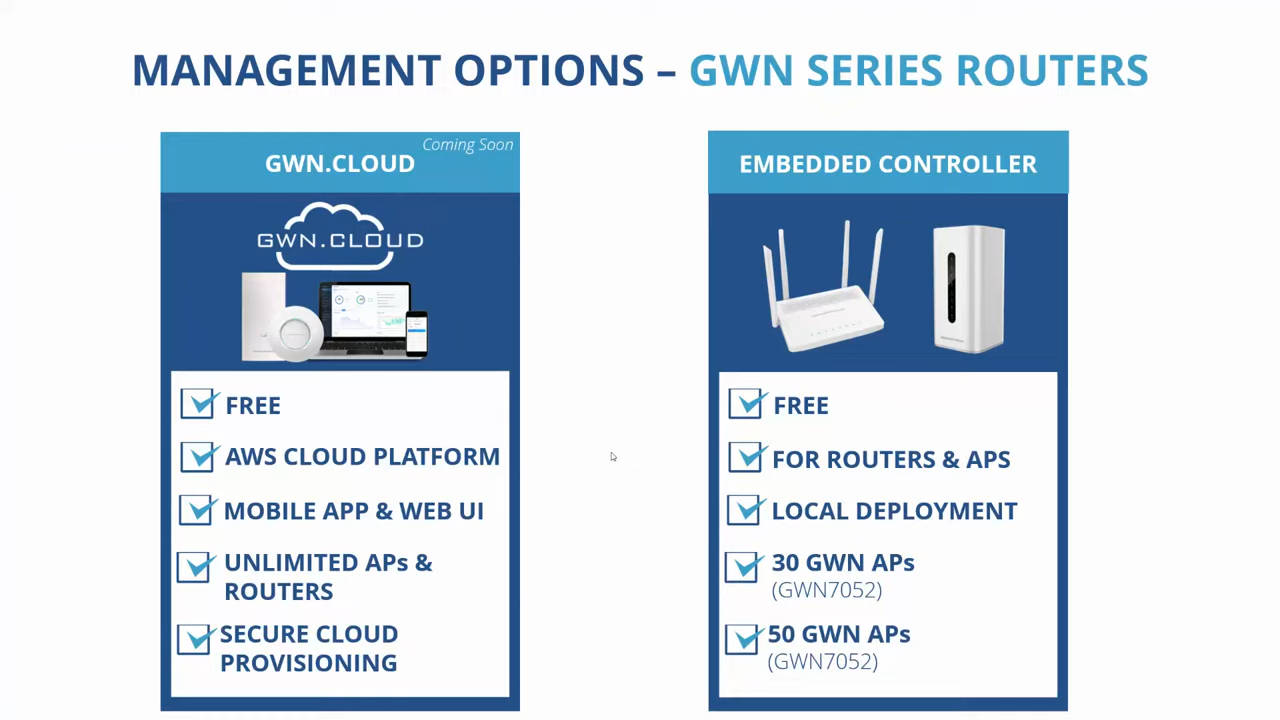 MANAGEMENT OPTIONS – GWN SERIES ROUTERS
Coming Soon
GWN.CLOUD
GWN.CLOUD
FREE
AWS CLOUD PLATFORM
MOBILE APP & WEB UI
UNLIMITED APs &
ROUTERS
SECURE CLOUD
PROVISIONING
EMBEDDED CONTROLLER
FREE
FOR ROUTERS & APS
LOCAL DEPLOYMENT
30 GWN APs
(GWN7052)
50 GWN APs
(GWN7052)